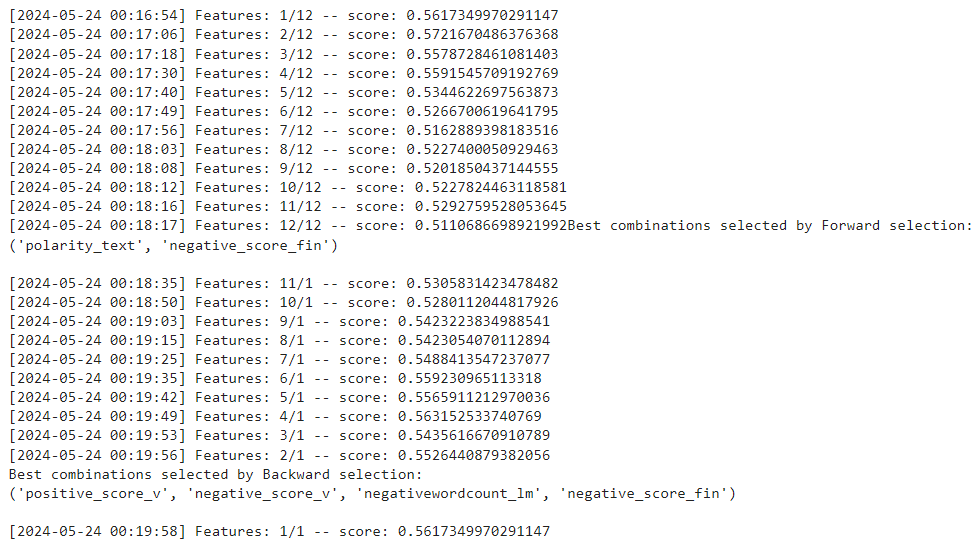 [2024-05-24 00:16:54] Features: 1/12 -- score: 0.5617349970291147
[2024-05-24 00:17:06] Features: 2/12 -- score: 0.5721670486376368
[2024-05-24 00:17:18] Features: 3/12 -- score: 0.5578728461081403
[2024-05-24 00:17:30] Features: 4/12 -- score: 0.5591545709192769
[2024-05-24 00:17:40] Features: 5/12 -- score: 0.5344622697563873
[2024-05-24 00:17:49] Features: 6/12 -- score: 0.5266700619641795
[2024-05-24 00:17:56] Features: 7/12 -- score: 0.5162889398183516
[2024-05-24 00:18:03] Features: 8/12 -- score: 0.5227400050929463
[2024-05-24 00:18:08] Features: 9/12 -- score: 0.5201850437144555
[2024-05-24 00:18:12] Features: 10/12 -- score: 0.5227824463118581
[2024-05-24 00:18:16] Features: 11/12 -- score: 0.5292759528053645
[2024-05-24 00:18:17] Features: 12/12 -- score: 0.5110686698921992Best combinations selected by Forward selection:
('polarity_text', 'negative_score_fin')
[2024-05-24 00:18:35] Features: 11/1 -- score: 0.5305831423478482
[2024-05-24 00:18:50] Features: 10/1 -- score: 0.5280112044817926
[2024-05-24 00:19:03] Features: 9/1 -- score: 0.5423223834988541
[2024-05-24 00:19:15] Features: 8/1 -- score: 0.5423054070112894
[2024-05-24 00:19:25] Features: 7/1 -- score: 0.5488413547237077
[2024-05-24 00:19:35] Features: 6/1 -- score: 0.559230965113318
[2024-05-24 00:19:42] Features: 5/1 -- score: 0.5565911212970036
[2024-05-24 00:19:49] Features: 4/1 -- score: 0.563152533740769
[2024-05-24 00:19:53] Features: 3/1 -- score: 0.5435616670910789
[2024-05-24 00:19:56] Features: 2/1 -- score: 0.5526440879382056
Best combinations selected by Backward selection:
('positive_score_v', 'negative_score_v', 'negativewordcount_lm', 'negative_score_fin')
[2024-05-24 00:19:58] Features: 1/1 -- score: 0.5617349970291147